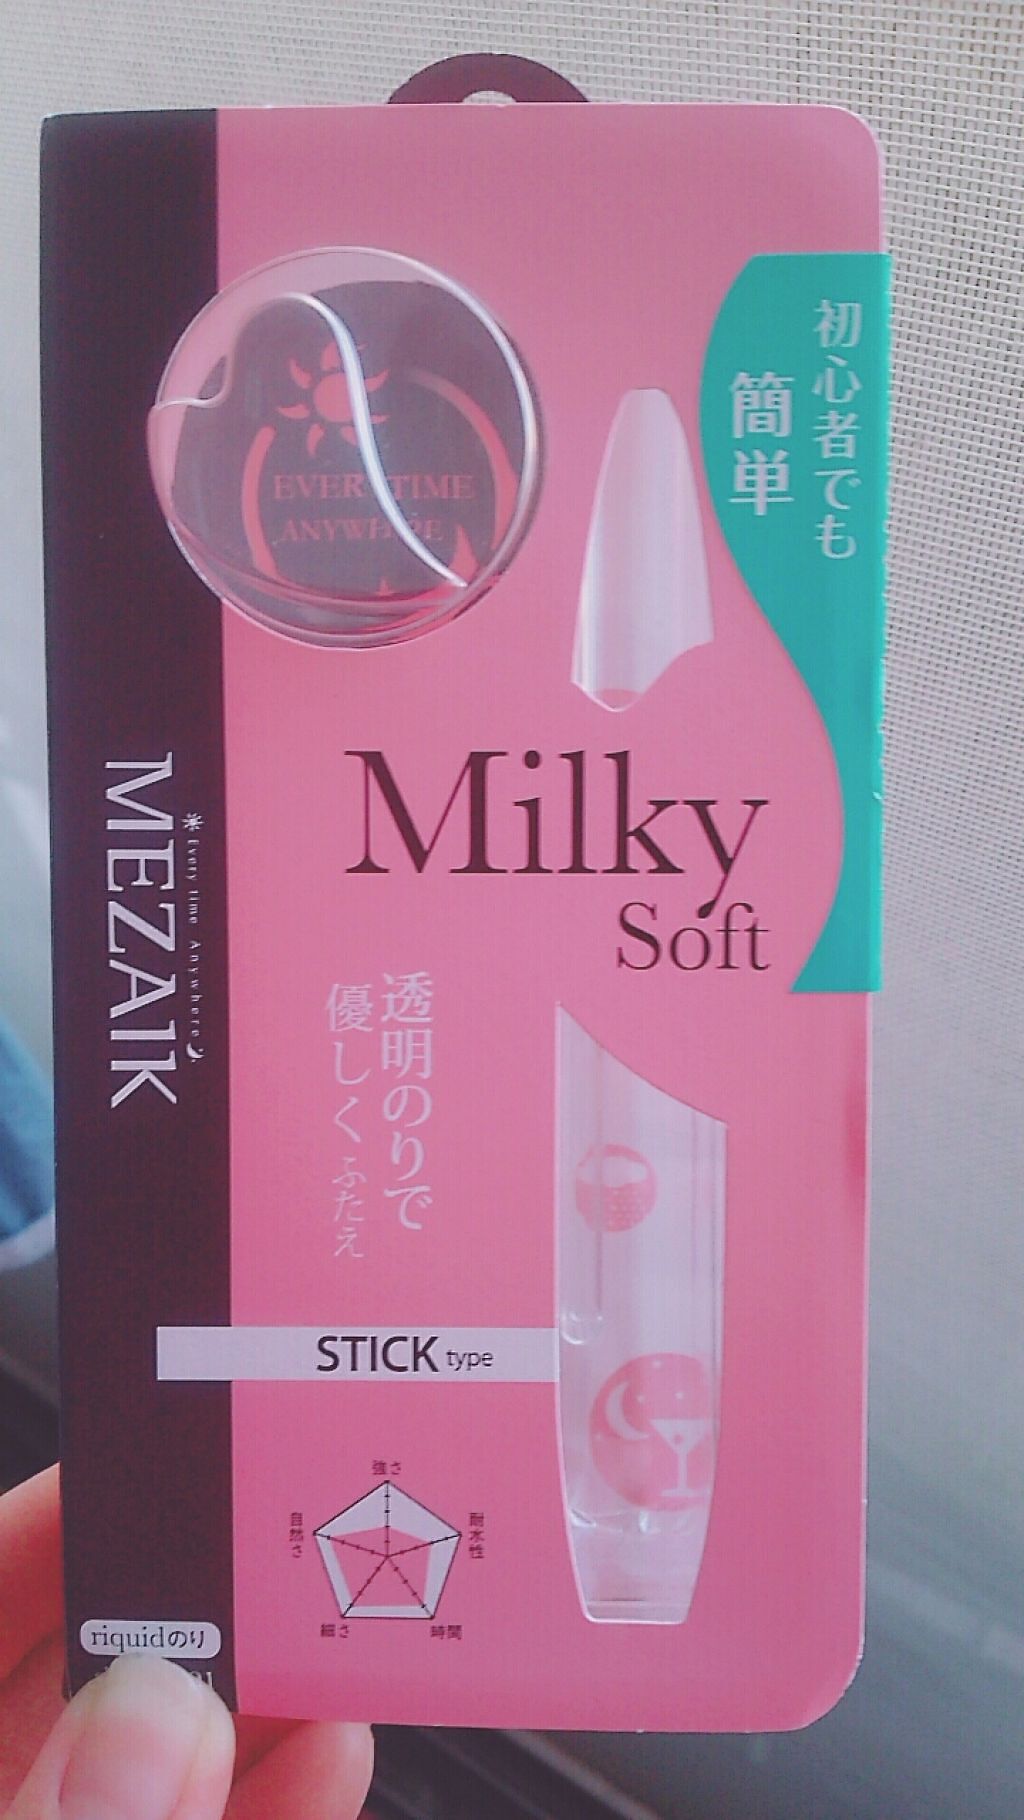 初心者でも
簡単
EVERY TIME
ANYWHERE
MEZAIK
Every time Anywhere
Milky
Soft
透明のりで
優しくふたえ
STICK type
強さ
耐水性
時間
細さ
自然さ
riquidのり